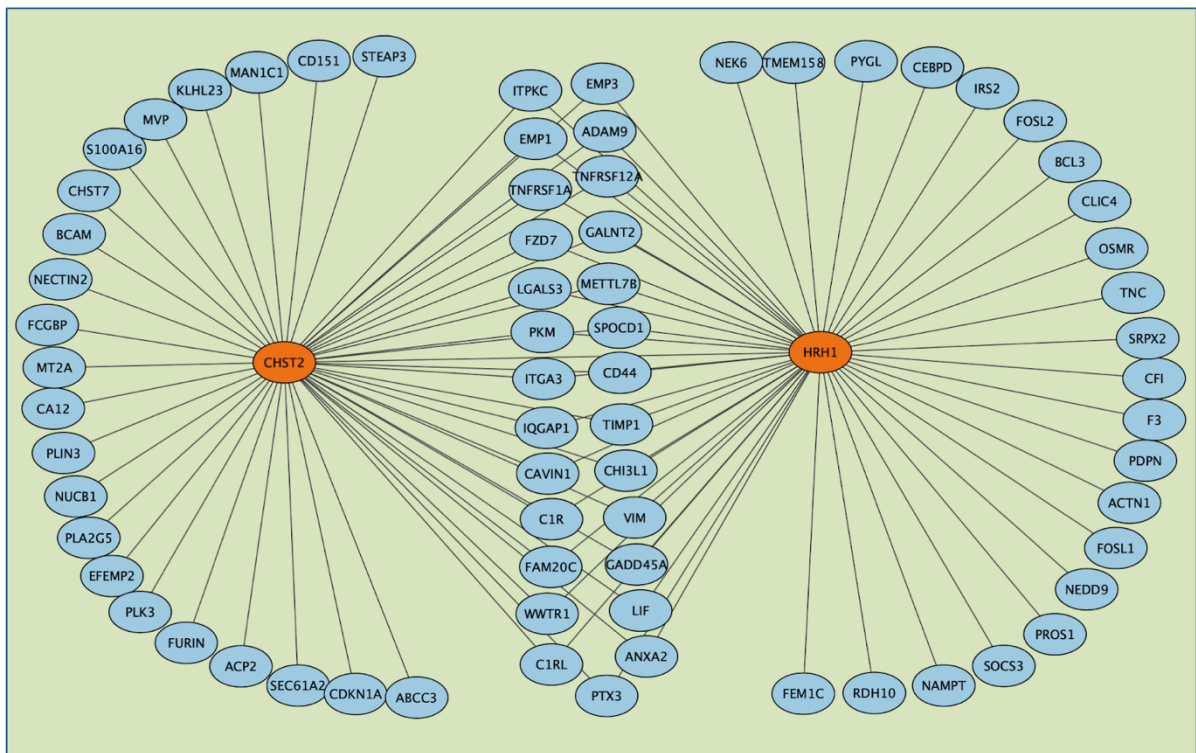 STEAP3
CD151
MAN1C1
KLHL23
MVP
S100A16
CHST7
BCAM
NECTIN2
FCGBP
MT2A
CA12
PLIN3
NUCB1
PLA2G5
EFEMP2
PLK3
FURIN
ACP2
SEC61A2
CDKN1A
ABCC3
CHST2
ITPKC
EMP3
EMP1
ADAM9
TNFRSF1A
TNFRSF12A
FZD7
GALNT2
LGALS3
METTL7B
PKM
SPOCD1
ITGA3
CD44
IQGAP1
TIMP1
CAVIN1
CHI3L1
C1R
VIM
FAM20C
GADD45A
WWTR1
LIF
C1RL
ANXA2
PTX3
HRH1
NEK6
TMEM158
PYGL
CEBPD
IRS2
FOSL2
BCL3
CLIC4
OSMR
TNC
SRPX2
CFI
F3
PDPN
ACTN1
FOSL1
NEDD9
PROS1
SOCS3
NAMPT
RDH10
FEM1C